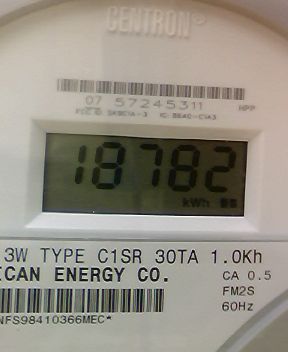 CENTRON®
07 57245311 HPP
18782
kWh
3W TYPE C1SR 30TA 1.0Kh
ICAN ENERGY CO.
CA 0.5
FM2S
60Hz
NFS98410366MEC*